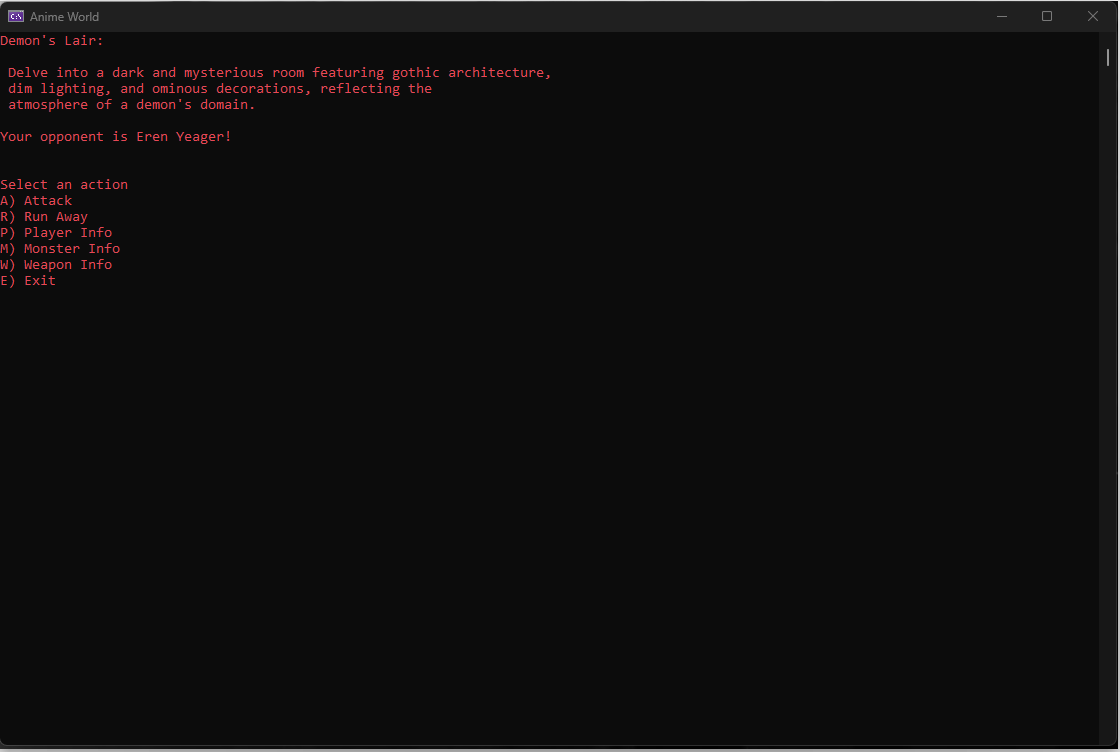 Anime World
Demon's Lair:
Delve into a dark and mysterious room featuring gothic architecture,
dim lighting, and ominous decorations, reflecting the
atmosphere of a demon's domain.
Your opponent is Eren Yeager!
Select an action
A) Attack
R) Run Away
P) Player Info
M) Monster Info
W) Weapon Info
E) Exit